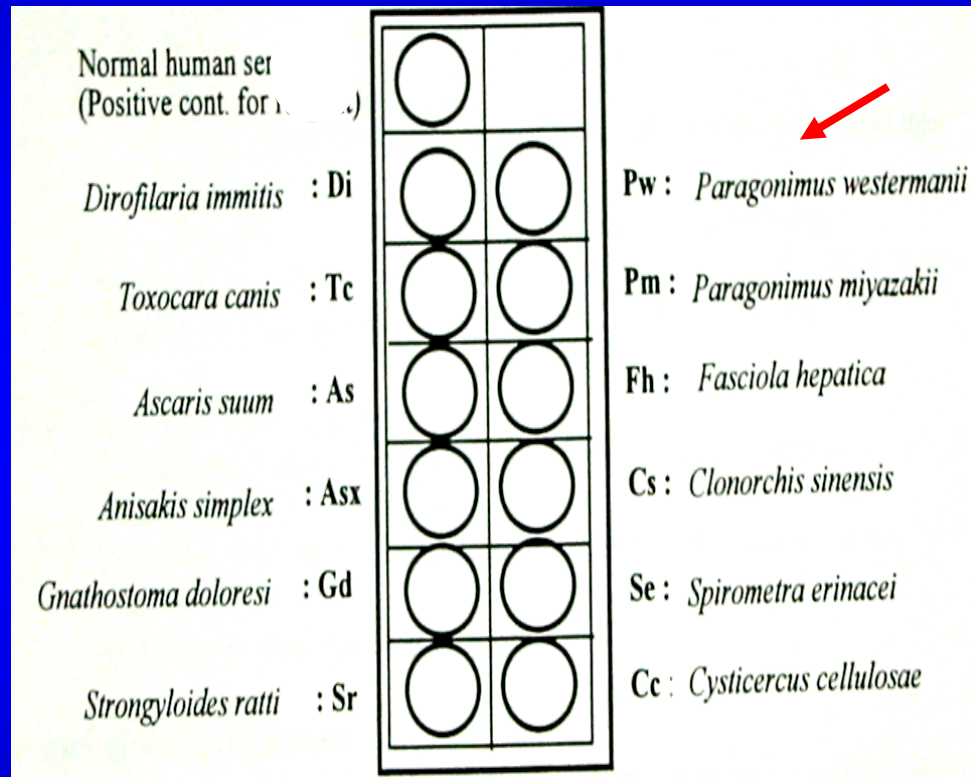 Normal human ser
(Positive cont. for
Dirofilaria immitis : Di
Pw : Paragonimus westermanii
Toxocara canis : Tc
Pm : Paragonimus miyazakii
Ascaris suum : As
Fh : Fasciola hepatica
Anisakis simplex : Asx
Cs : Clonorchis sinensis
Gnathostoma doloresi : Gd
Se : Spirometra erinacei
Strongyloides ratti : Sr
Cc : Cysticercus cellulosae